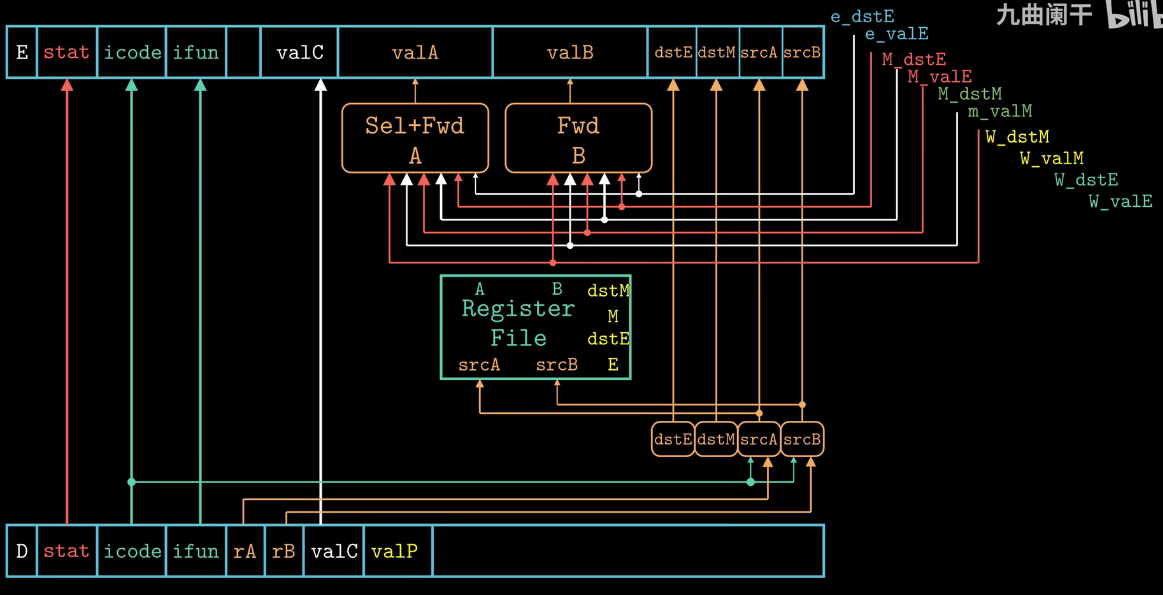 九曲阑干 bilib
e_dstE
e_valE
M_dstE
M_valE
M_dstM
m_valM
W_dstM
W_valM
W_dstE
W_valE
E stat icode ifun valC valA valB dstE dstM srcA srcB
Sel+Fwd
A
Fwd
B
A B dstM
Register
File
M
dstE
srcA srcB E
dstE dstM srcA srcB
D stat icode ifun rA rB valC valP